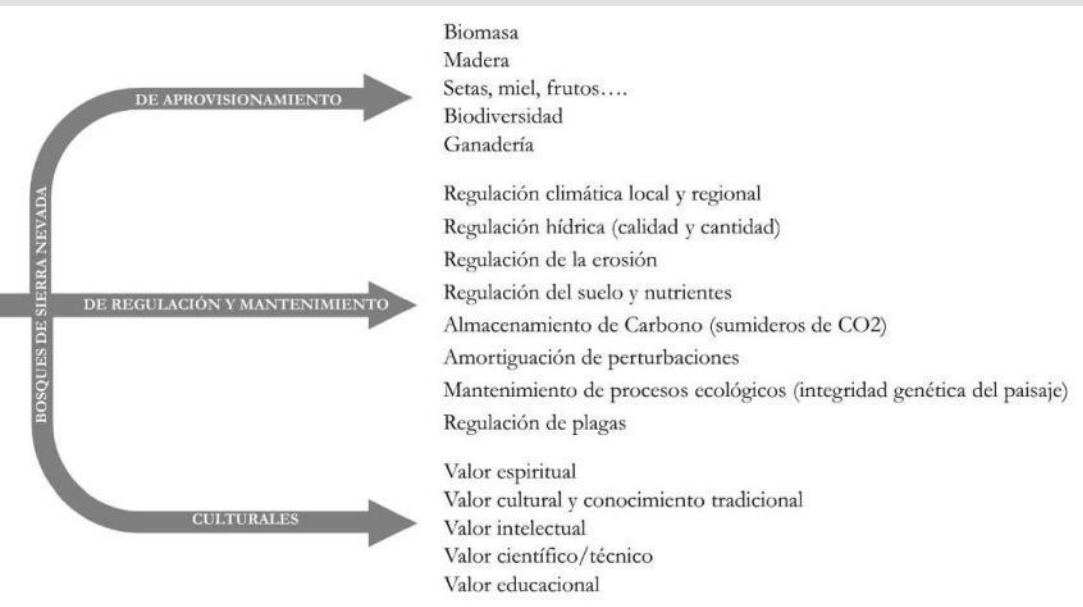 BOSQUES DE SIERRA NEVADA
DE APROVISIONAMIENTO
Biomasa
Madera
Setas, miel, frutos….
Biodiversidad
Ganadería
DE REGULACIÓN Y MANTENIMIENTO
Regulación climática local y regional
Regulación hídrica (calidad y cantidad)
Regulación de la erosión
Regulación del suelo y nutrientes
Almacenamiento de Carbono (sumideros de CO2)
Amortiguación de perturbaciones
Mantenimiento de procesos ecológicos (integridad genética del paisaje)
Regulación de plagas
CULTURALES
Valor espiritual
Valor cultural y conocimiento tradicional
Valor intelectual
Valor científico/técnico
Valor educacional